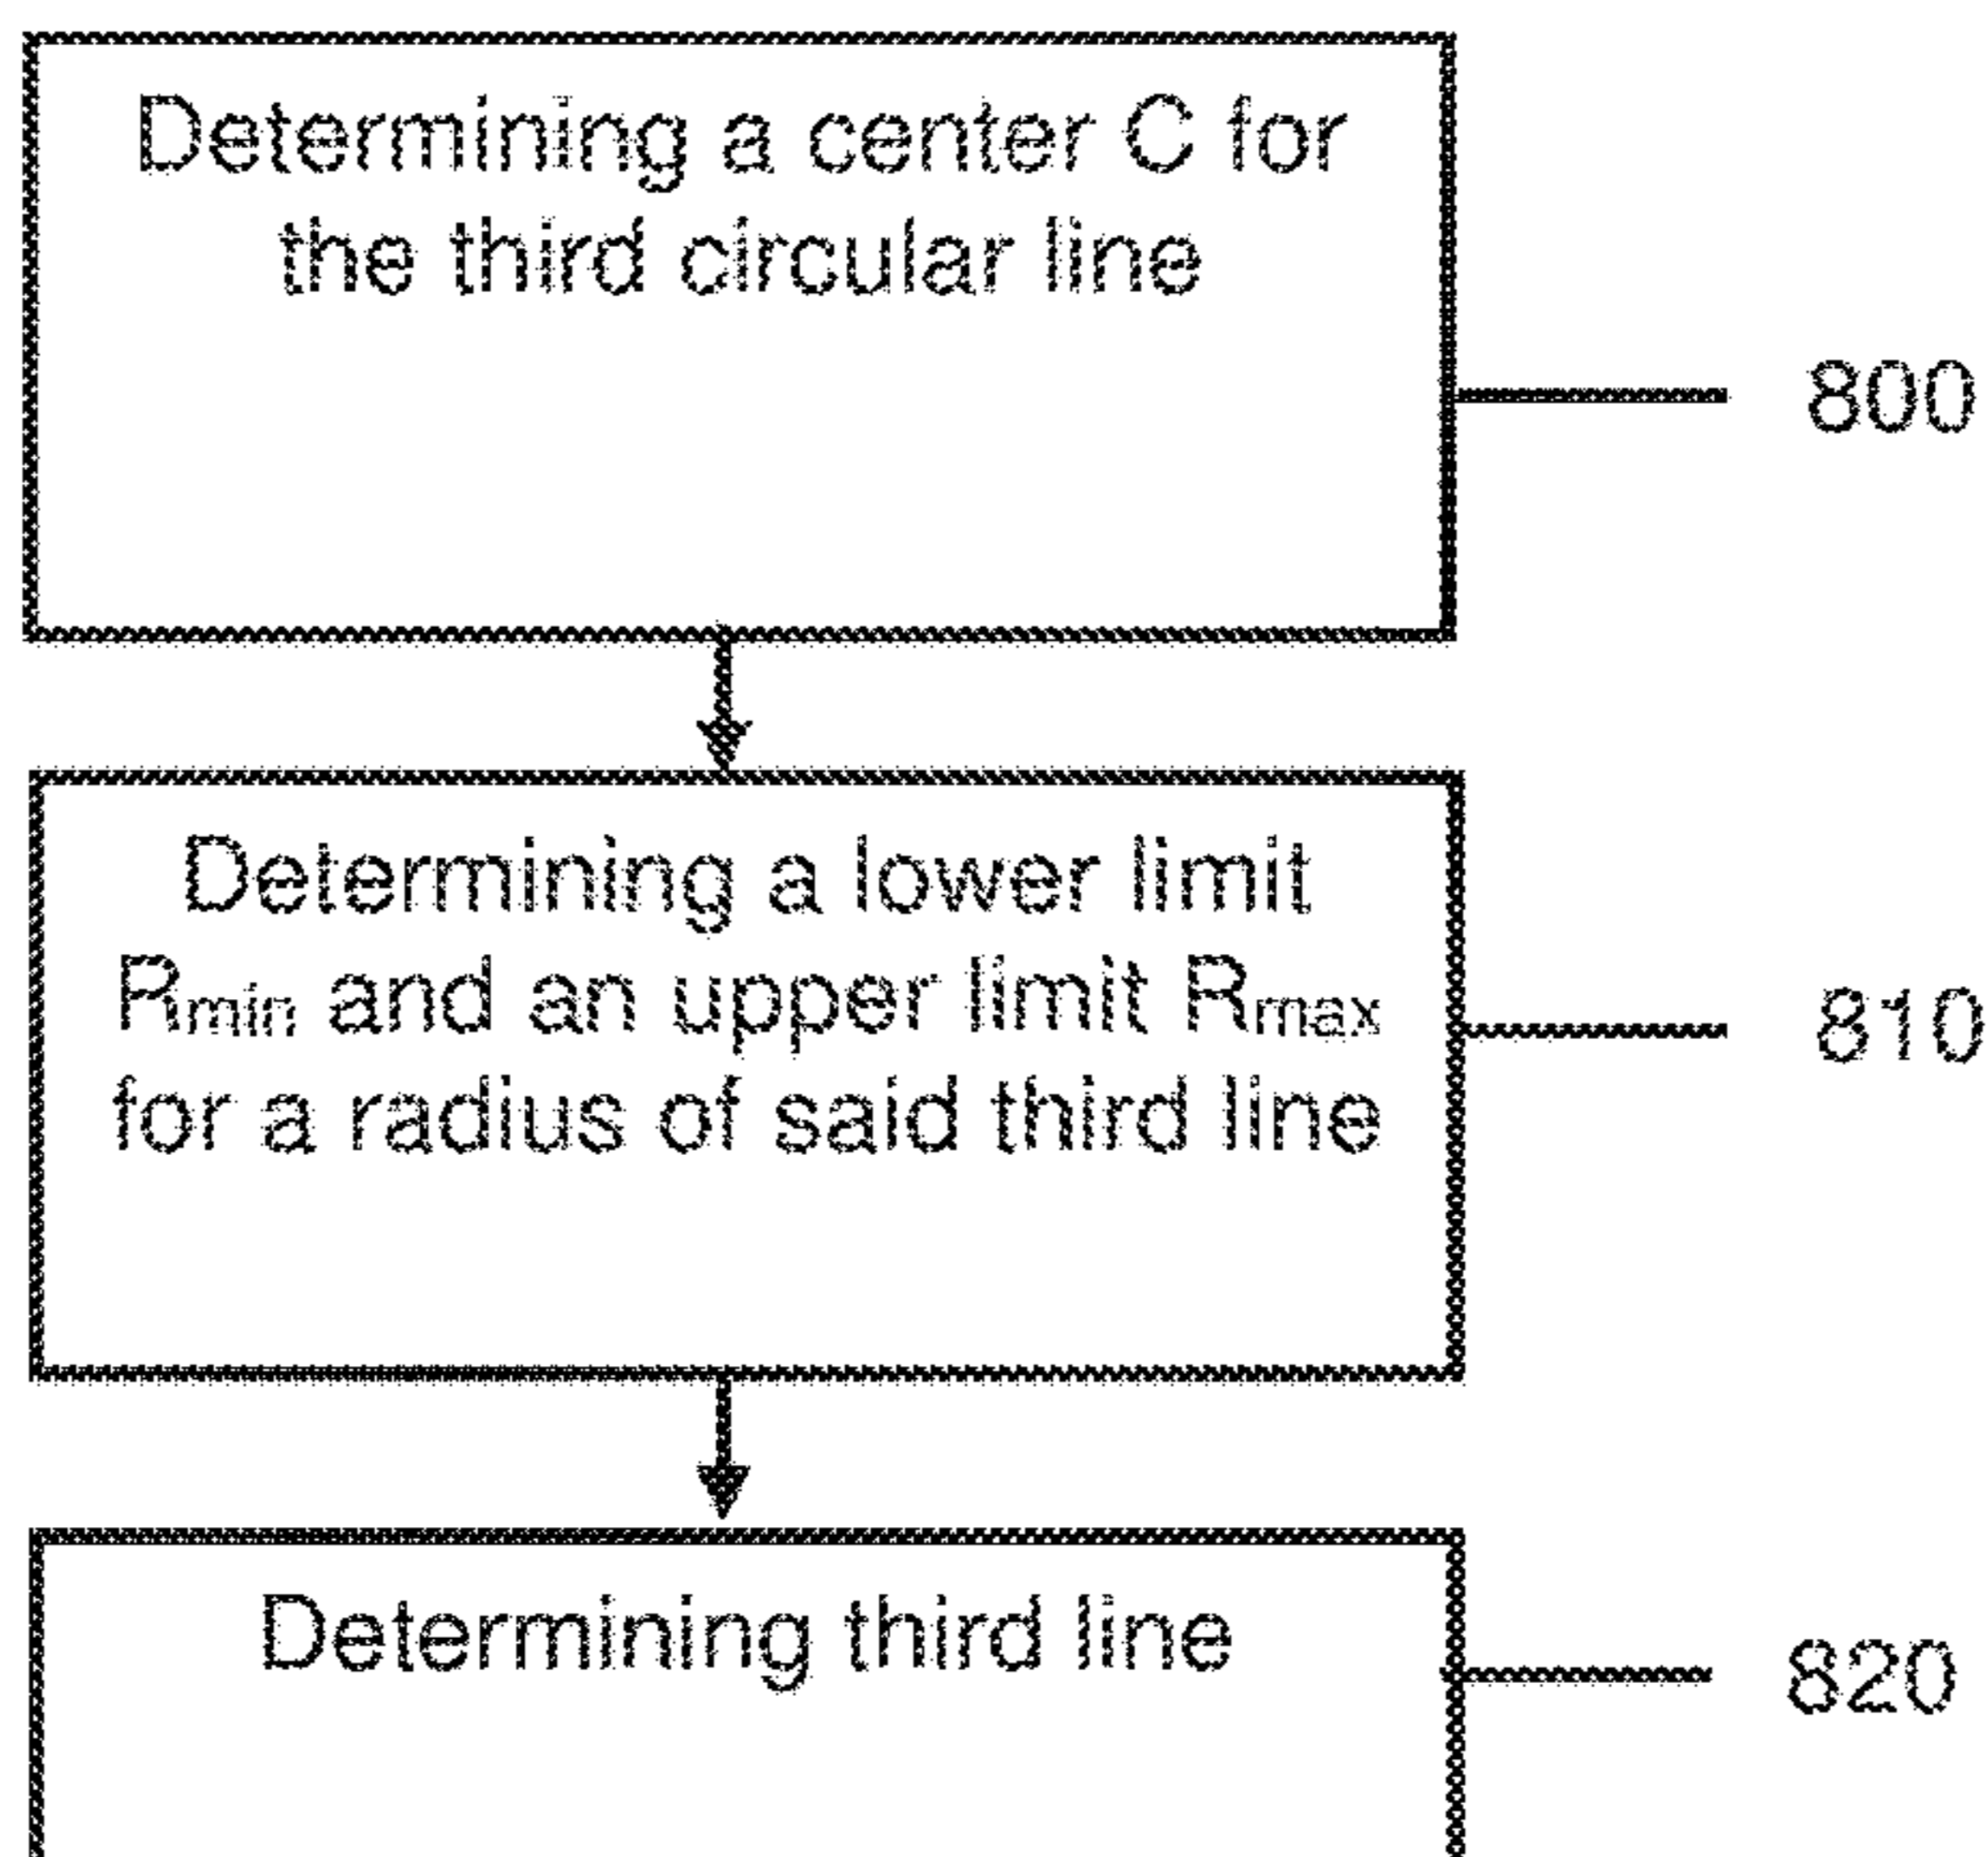 Determining a center C for
the third circular line
800
Determining a lower limit
Rmin and an upper limit Rmax
for a radius of said third line
810
Determining third line
820